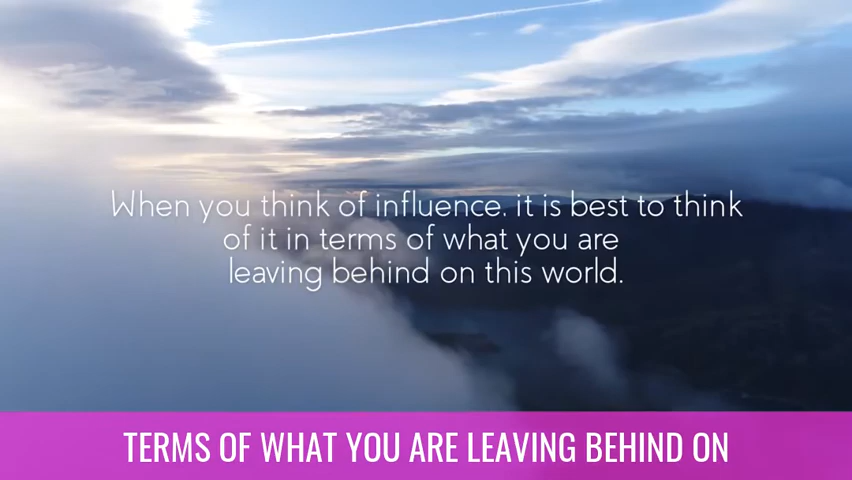 When you think of influence, it is best to think
of it in terms of what you are
leaving behind on this world.
TERMS OF WHAT YOU ARE LEAVING BEHIND ON